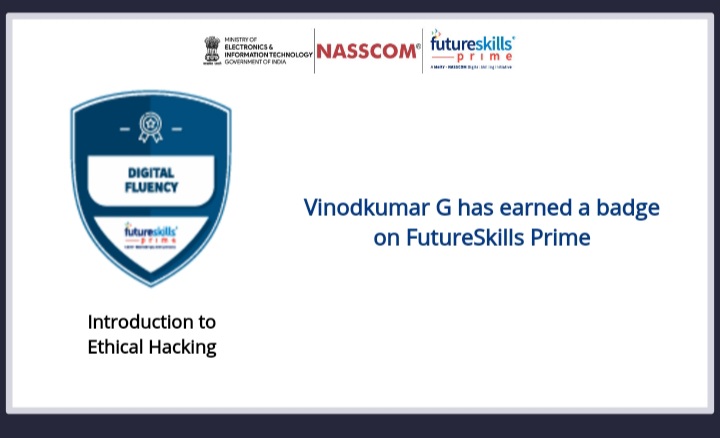 MINISTRY OF
ELECTRONICS &
INFORMATION TECHNOLOGY
GOVERNMENT OF INDIA
NASSCOM®
futureskills
prime
DIGITAL
FLUENCY
futureskills
prime
Vinodkumar G has earned a badge
on FutureSkills Prime
Introduction to
Ethical Hacking